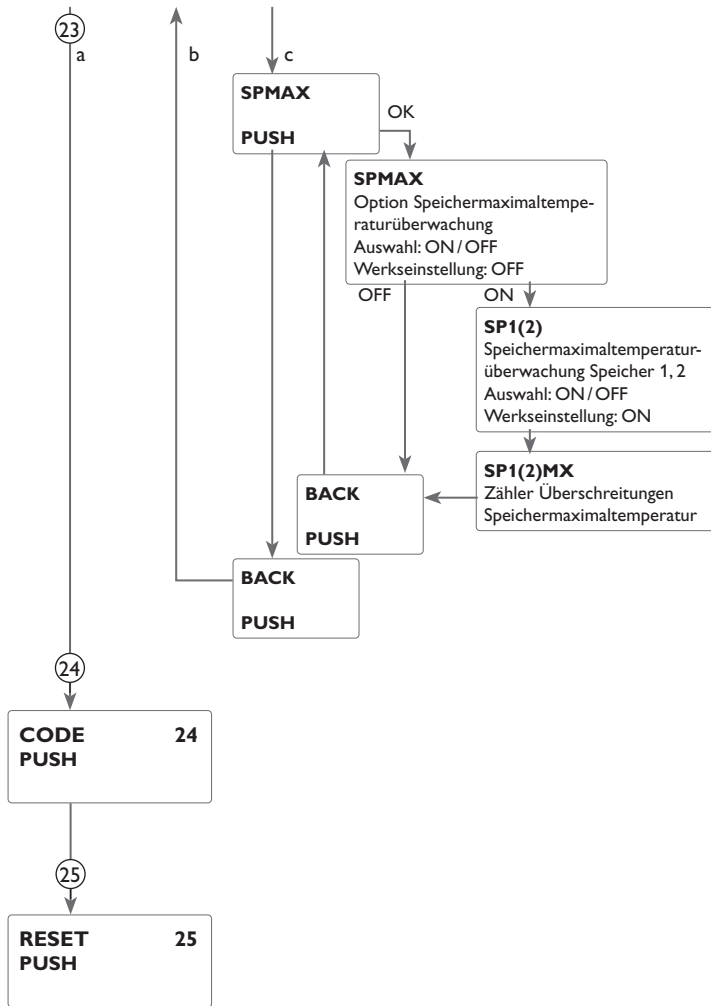 23
a
b
c
SPMAX
PUSH
OK
SPMAX
Option Speichermaximaltempe-
raturüberwachung
Auswahl: ON / OFF
Werkseinstellung: OFF
OFF
ON
SP1(2)
Speichermaximaltemperatur-
überwachung Speicher 1, 2
Auswahl: ON / OFF
Werkseinstellung: ON
SP1(2)MX
Zähler Überschreitungen
Speichermaximaltemperatur
BACK
PUSH
BACK
PUSH
24
CODE 24
PUSH
25
RESET 25
PUSH